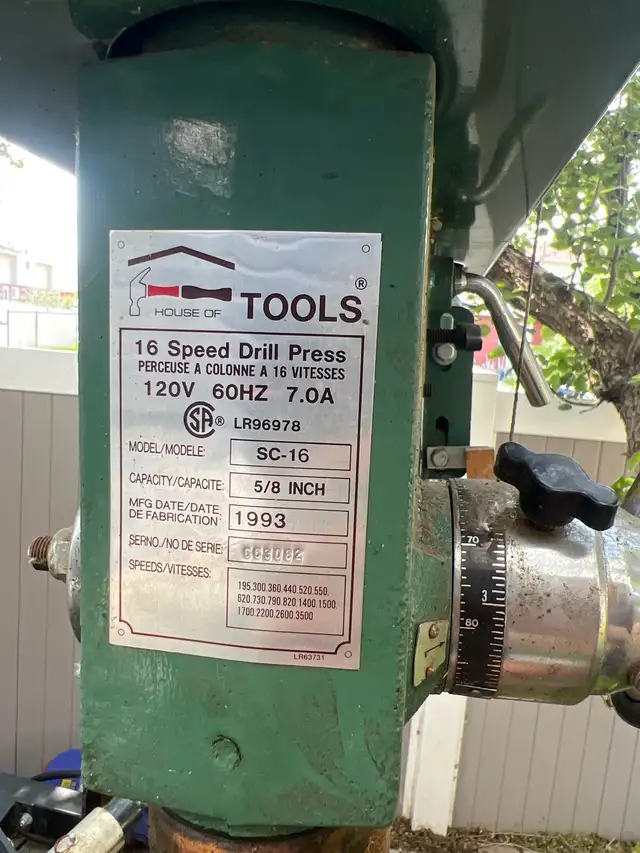 HOUSE OF TOOLS®
16 Speed Drill Press
PERCEUSE A COLONNE A 16 VITESSES
120V 60HZ 7.0A
SA® LR96978
MODEL/MODELE: SC-16
CAPACITY/CAPACITE: 5/8 INCH
MFG DATE/DATE
DE FABRICATION: 1993
SERNO./NO DE SERIE:
SPEEDS/VITESSES:
195.300.360.440.520.550.
620.730.790.820.1400.1500.
1700.2200.2600.3500
LR63731
70
3
80